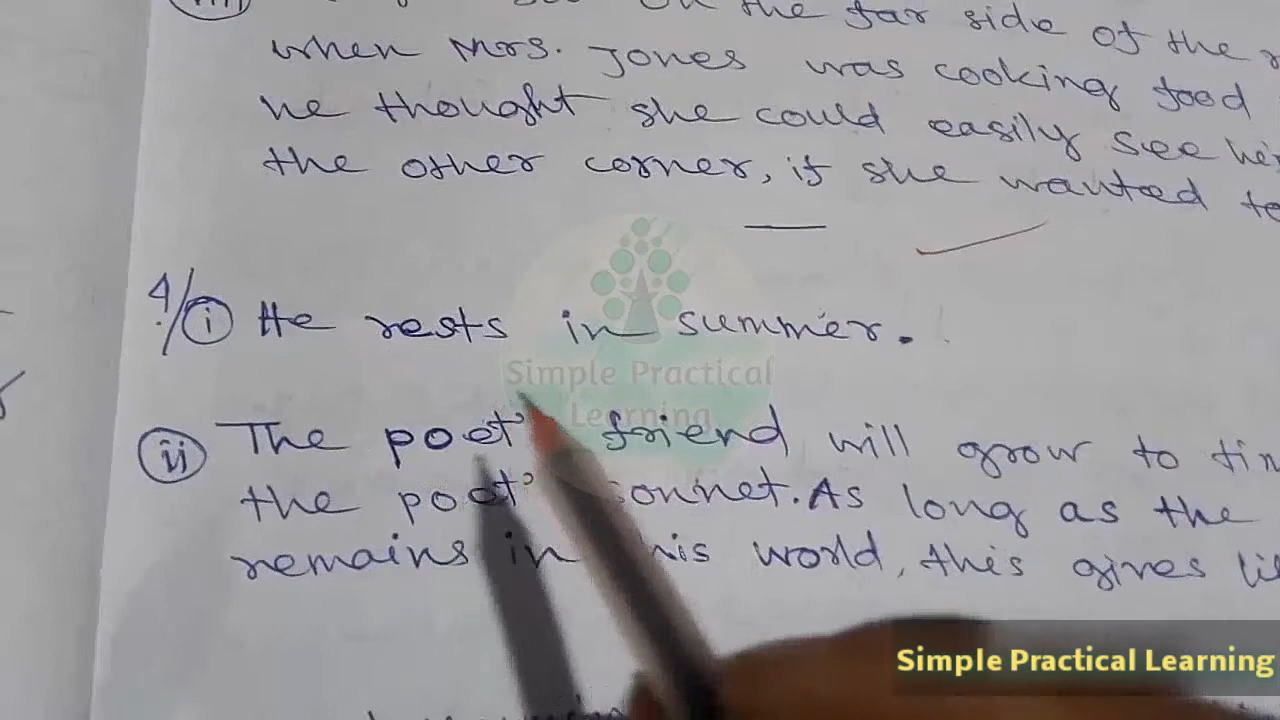 on the far side of the
when Mrs. Jones was cooking food
he thought she could easily see
the other corner, if she wanted to
4/ (i) He rests in summer.
Simple Practical
Learning
(ii) The poet' friend will grow to
the poet' sonnet. As long as the
remains in this world, this gives
Simple Practical Learning